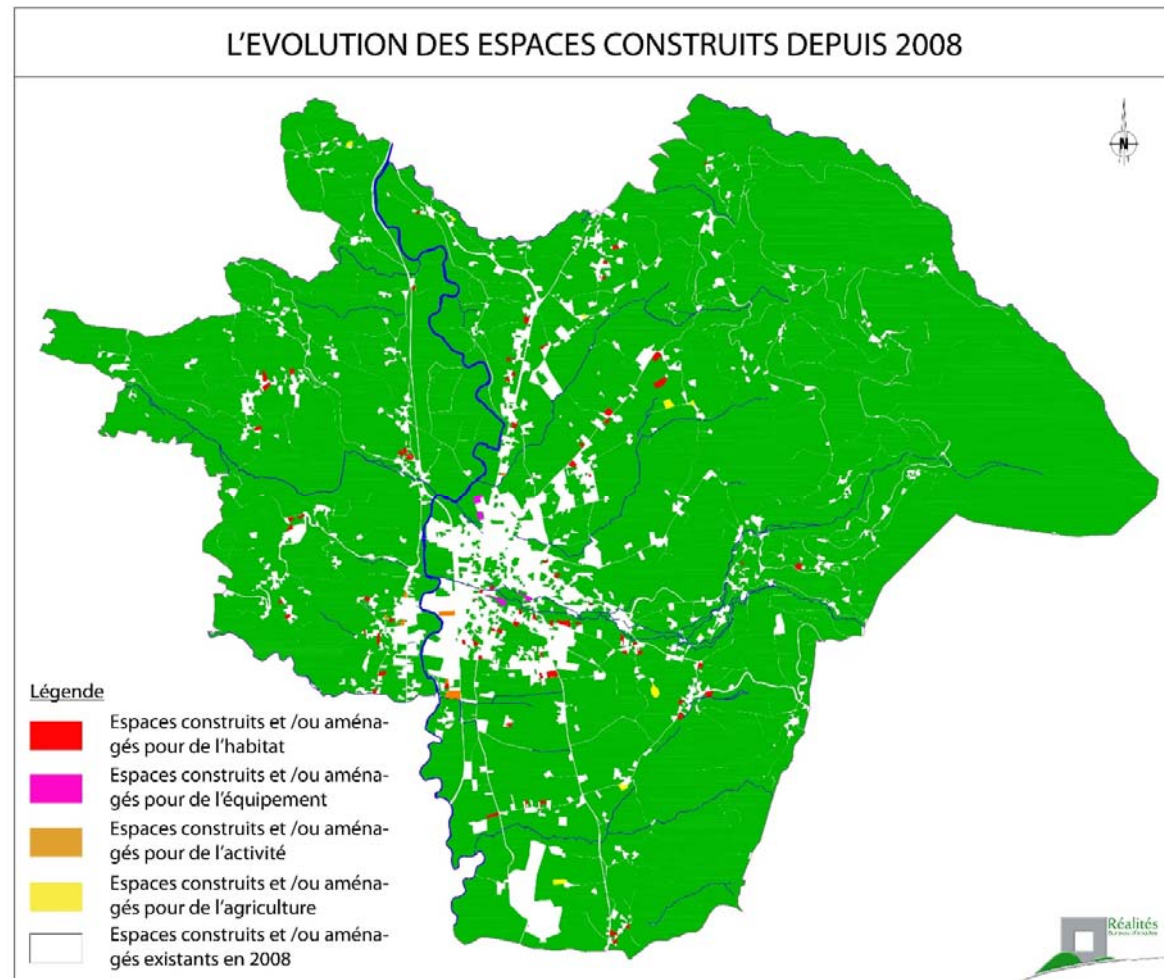 L'EVOLUTION DES ESPACES CONSTRUITS DEPUIS 2008
N
Légende
Espaces construits et /ou aména-
gés pour de l'habitat
Espaces construits et /ou aména-
gés pour de l'équipement
Espaces construits et /ou aména-
gés pour de l'activité
Espaces construits et /ou aména-
gés pour de l'agriculture
Espaces construits et /ou aména-
gés existants en 2008
Réalités
Bureau d'études